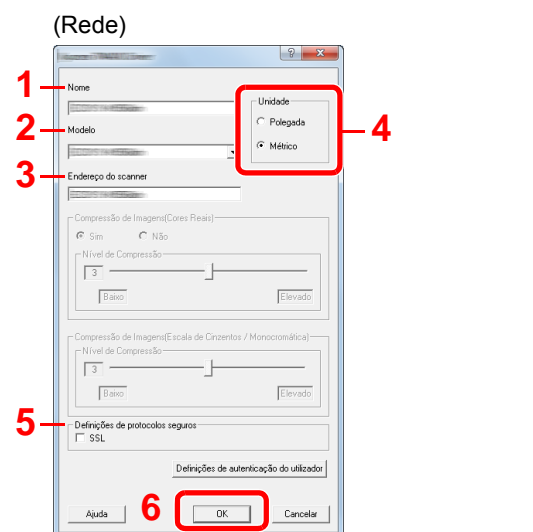 (Rede)
?
1
Nome
Unidade
Polegada
4
2
Modelo
Métrico
3
Endereço do scanner
Compressão de Imagens(Cores Reais)
Sim Não
Nível de Compressão
3
Baixo Elevado
Compressão de Imagens(Escala de Cinzentos / Monocromática)
Nível de Compressão
3
Baixo Elevado
5
Definições de protocolos seguros
SSL
Definições de autenticação do utilizador
Ajuda 6 OK Cancelar